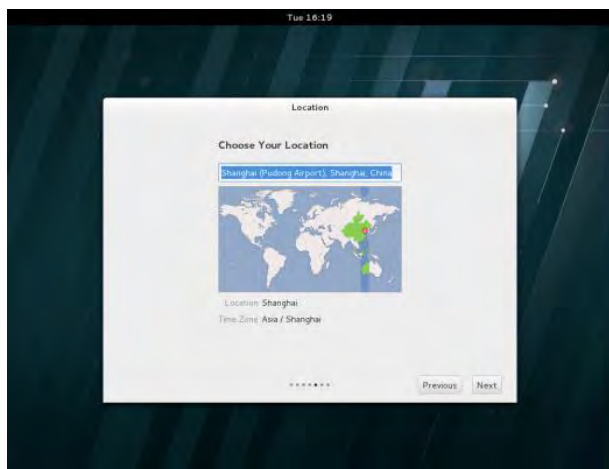 Tue 16:19
Location
Choose Your Location
Shanghai (Pudong Airport), Shanghai, China
Location Shanghai
Time Zone Asia / Shanghai
Previous Next